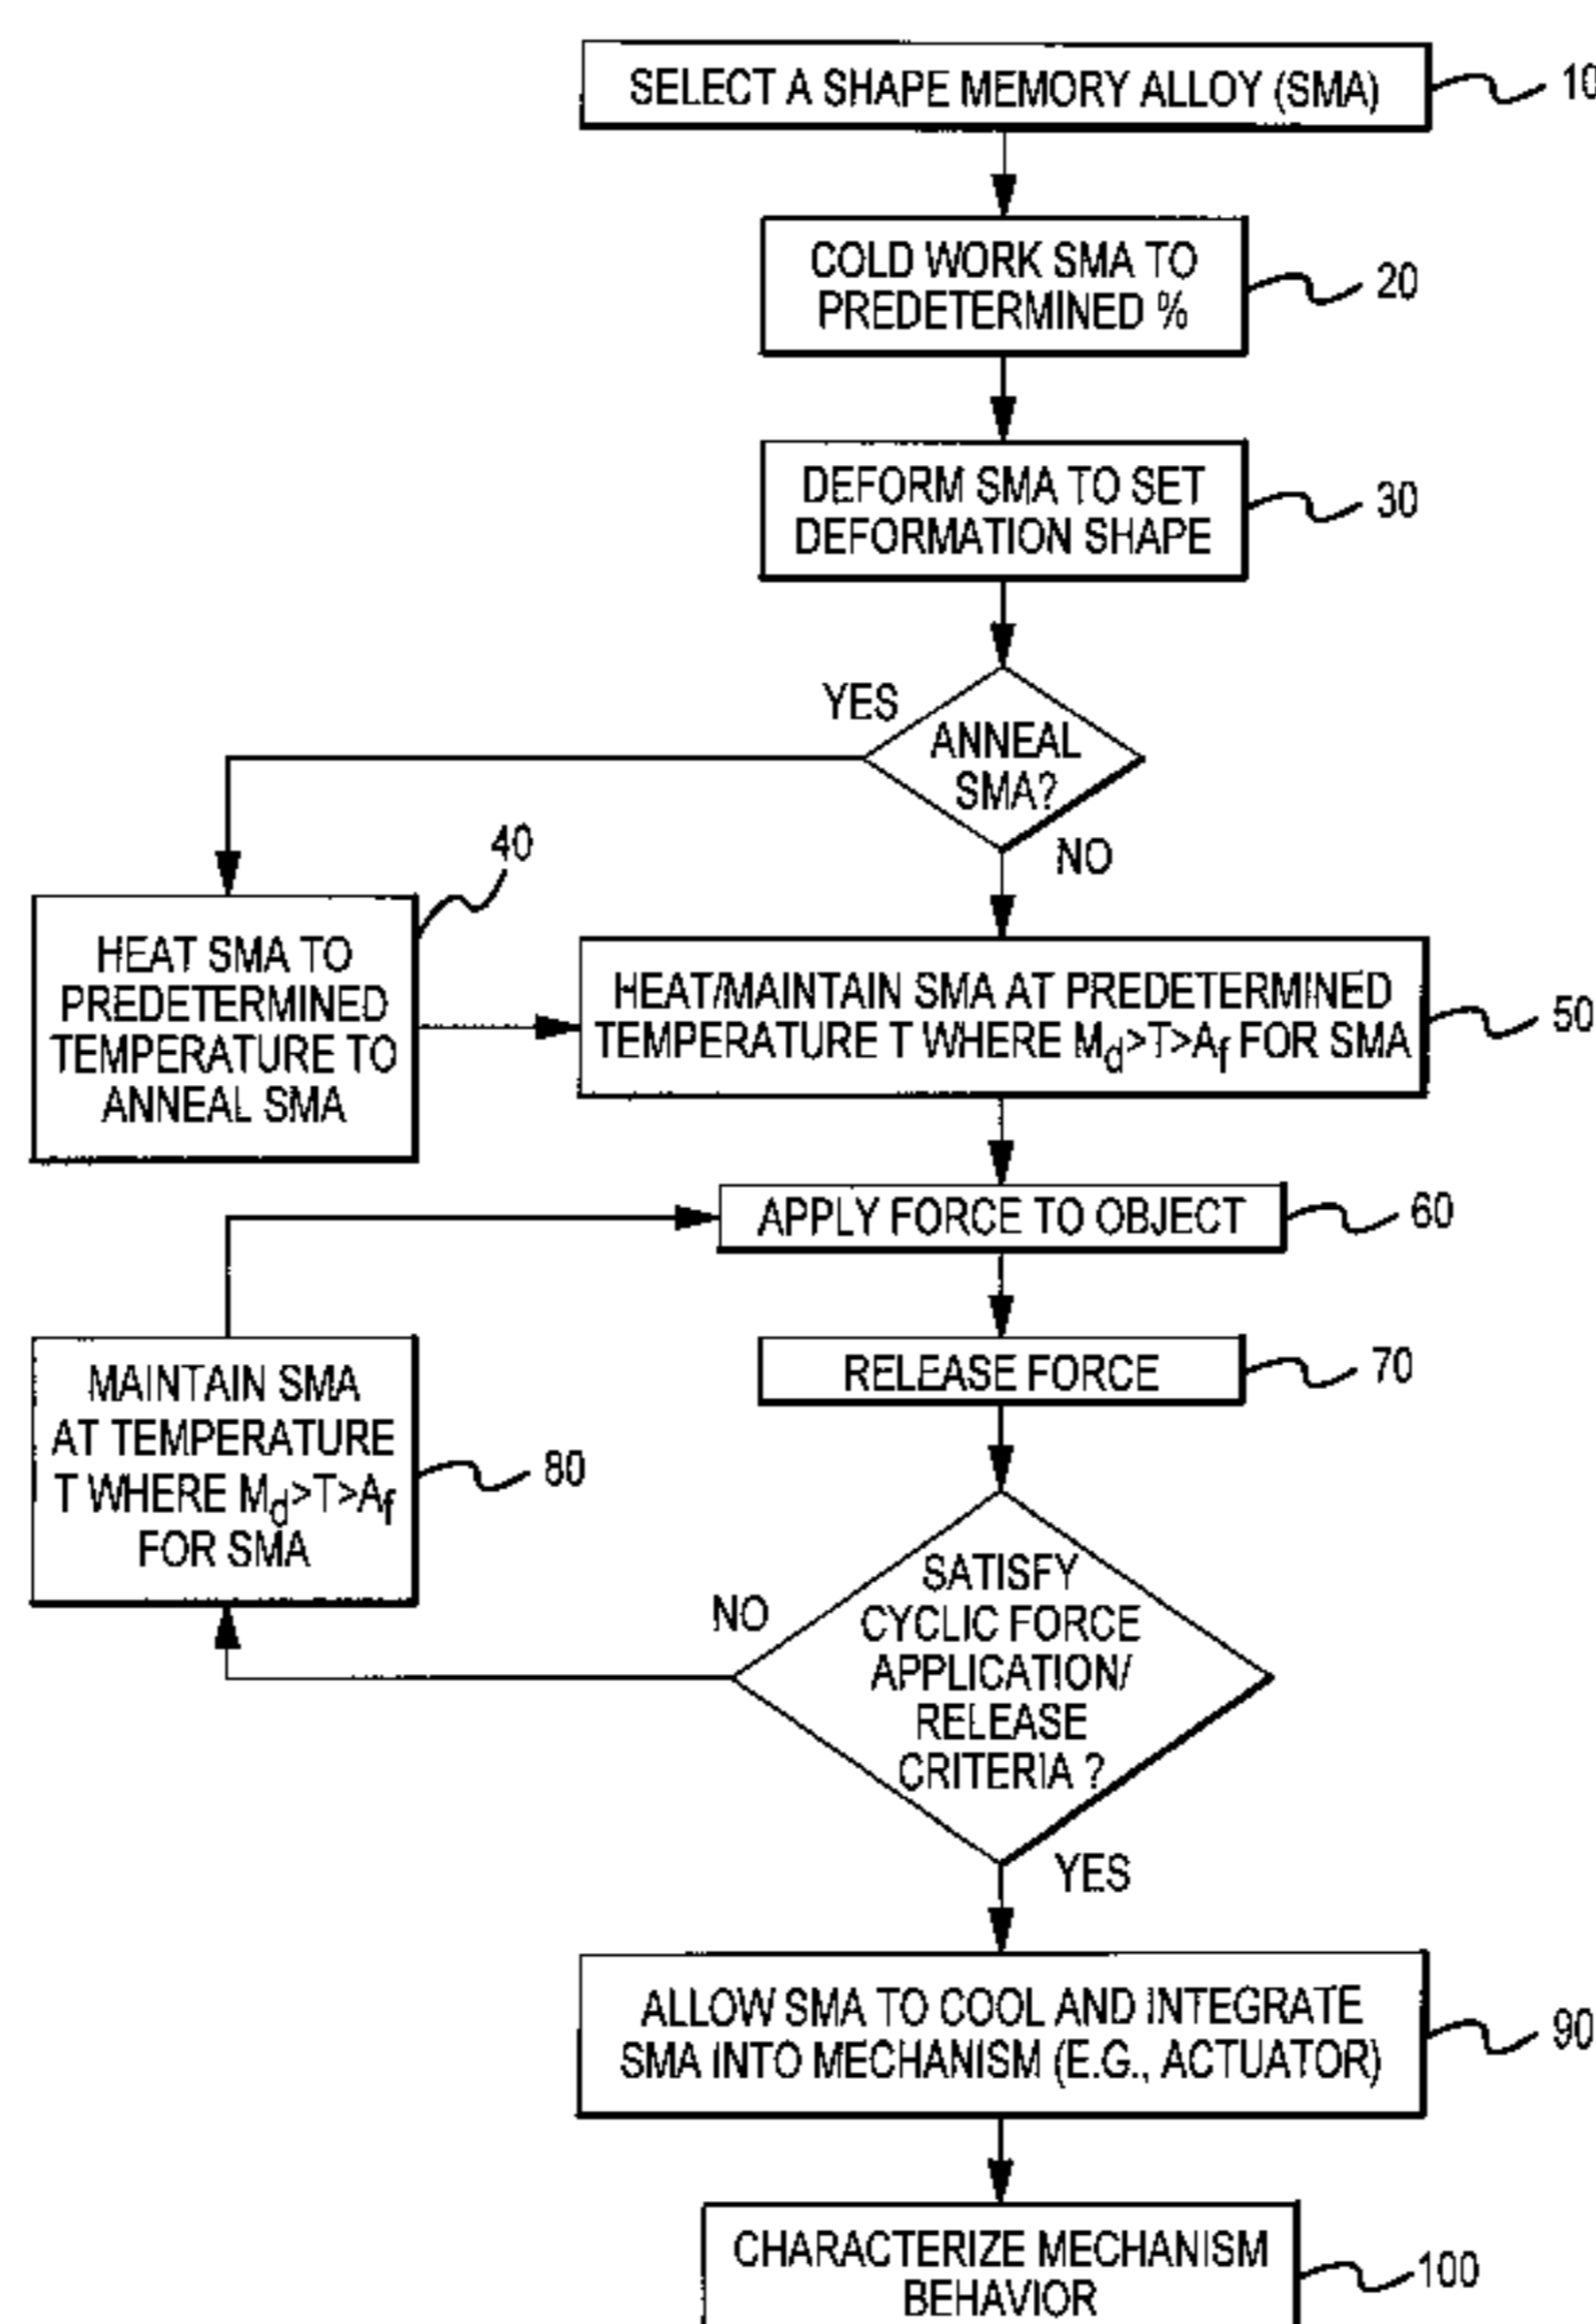 SELECT A SHAPE MEMORY ALLOY (SMA)
10
COLD WORK SMA TO
PREDETERMINED %
20
DEFORM SMA TO SET
DEFORMATION SHAPE
30
YES
ANNEAL
SMA?
NO
40
HEAT SMA TO
PREDETERMINED
TEMPERATURE TO
ANNEAL SMA
HEAT/MAINTAIN SMA AT PREDETERMINED
TEMPERATURE T WHERE Md>T>Af FOR SMA
50
APPLY FORCE TO OBJECT
60
RELEASE FORCE
70
MAINTAIN SMA
AT TEMPERATURE
T WHERE Md>T>Af
FOR SMA
80
NO
SATISFY
CYCLIC FORCE
APPLICATION/
RELEASE
CRITERIA ?
YES
ALLOW SMA TO COOL AND INTEGRATE
SMA INTO MECHANISM (E.G., ACTUATOR)
90
CHARACTERIZE MECHANISM
BEHAVIOR
100